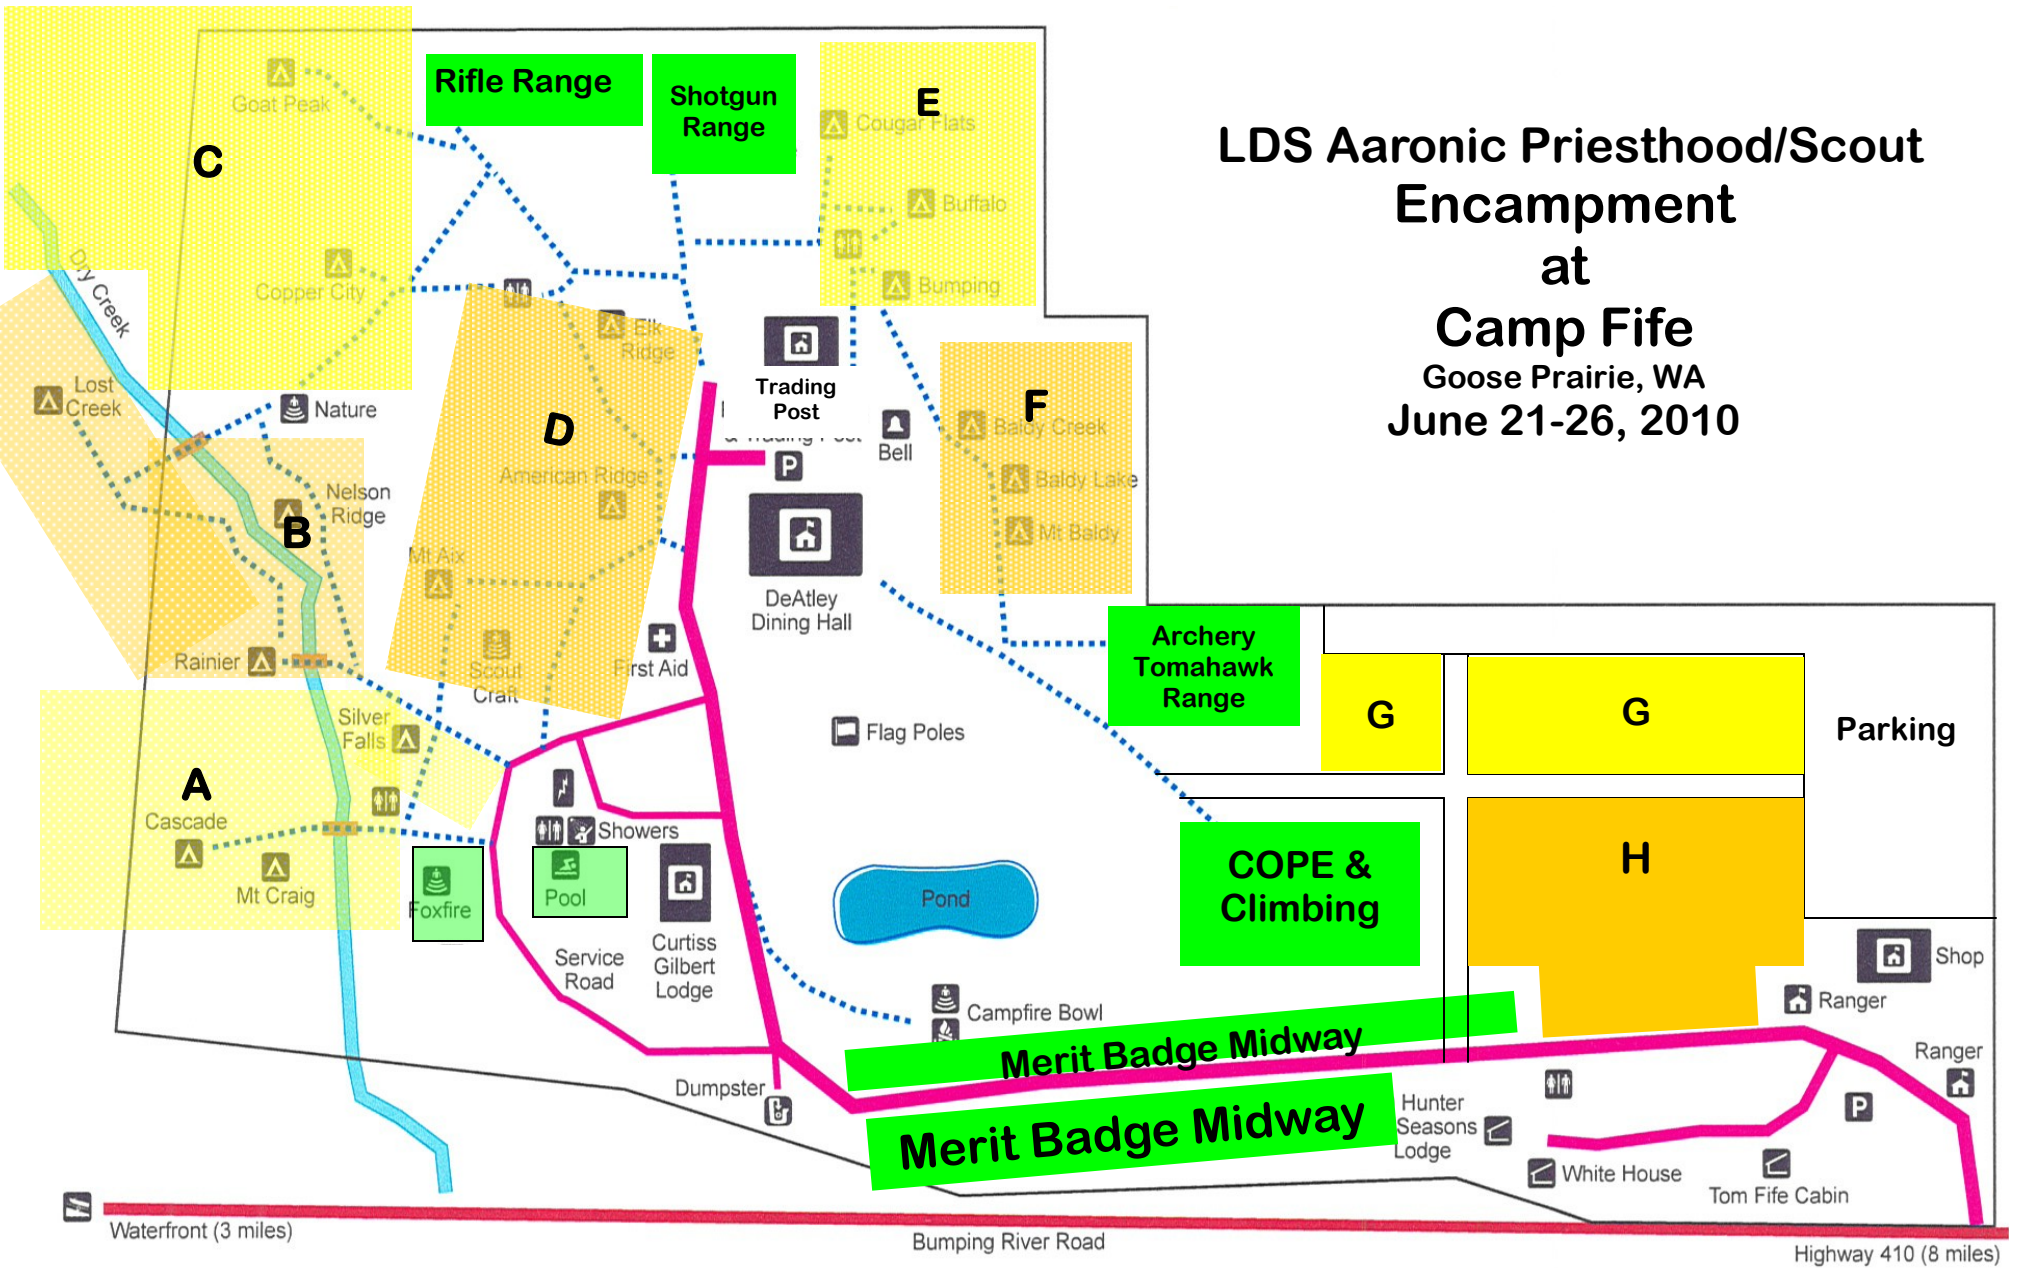 LDS Aaronic Priesthood/Scout
Encampment
at
Camp Fife
Goose Prairie, WA
June 21-26, 2010
Rifle Range
Shotgun
Range
E
Cougar Flats
Buffalo
Bumping
Goat Peak
C
Copper City
Dry Creek
Lost
Creek
Nature
Nelson
Ridge
B
Rainier
Elk
Ridge
D
American Ridge
Mt Aix
Scout
Craft
Trading
Post
& Trading Post
P
Bell
F
Baldy Creek
Baldy Lake
Mt Baldy
DeAtley
Dining Hall
First Aid
Flag Poles
Archery
Tomahawk
Range
G
G
Parking
H
COPE &
Climbing
Silver
Falls
A
Cascade
Mt Craig
Foxfire
Showers
Pool
Curtiss
Gilbert
Lodge
Service
Road
Pond
Campfire Bowl
Merit Badge Midway
Merit Badge Midway
Dumpster
Shop
Ranger
Ranger
P
Hunter
Seasons
Lodge
White House
Tom Fife Cabin
Waterfront (3 miles)
Bumping River Road
Highway 410 (8 miles)